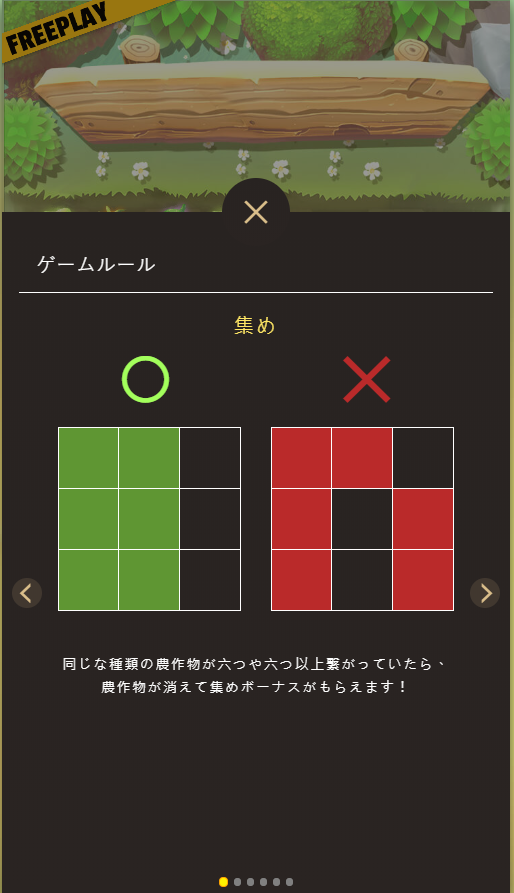 FREEPLAY
ゲームルール
集め
同じな種類の農作物が六つや六つ以上繋がっていたら、
農作物が消えて集めボーナスがもらえます！